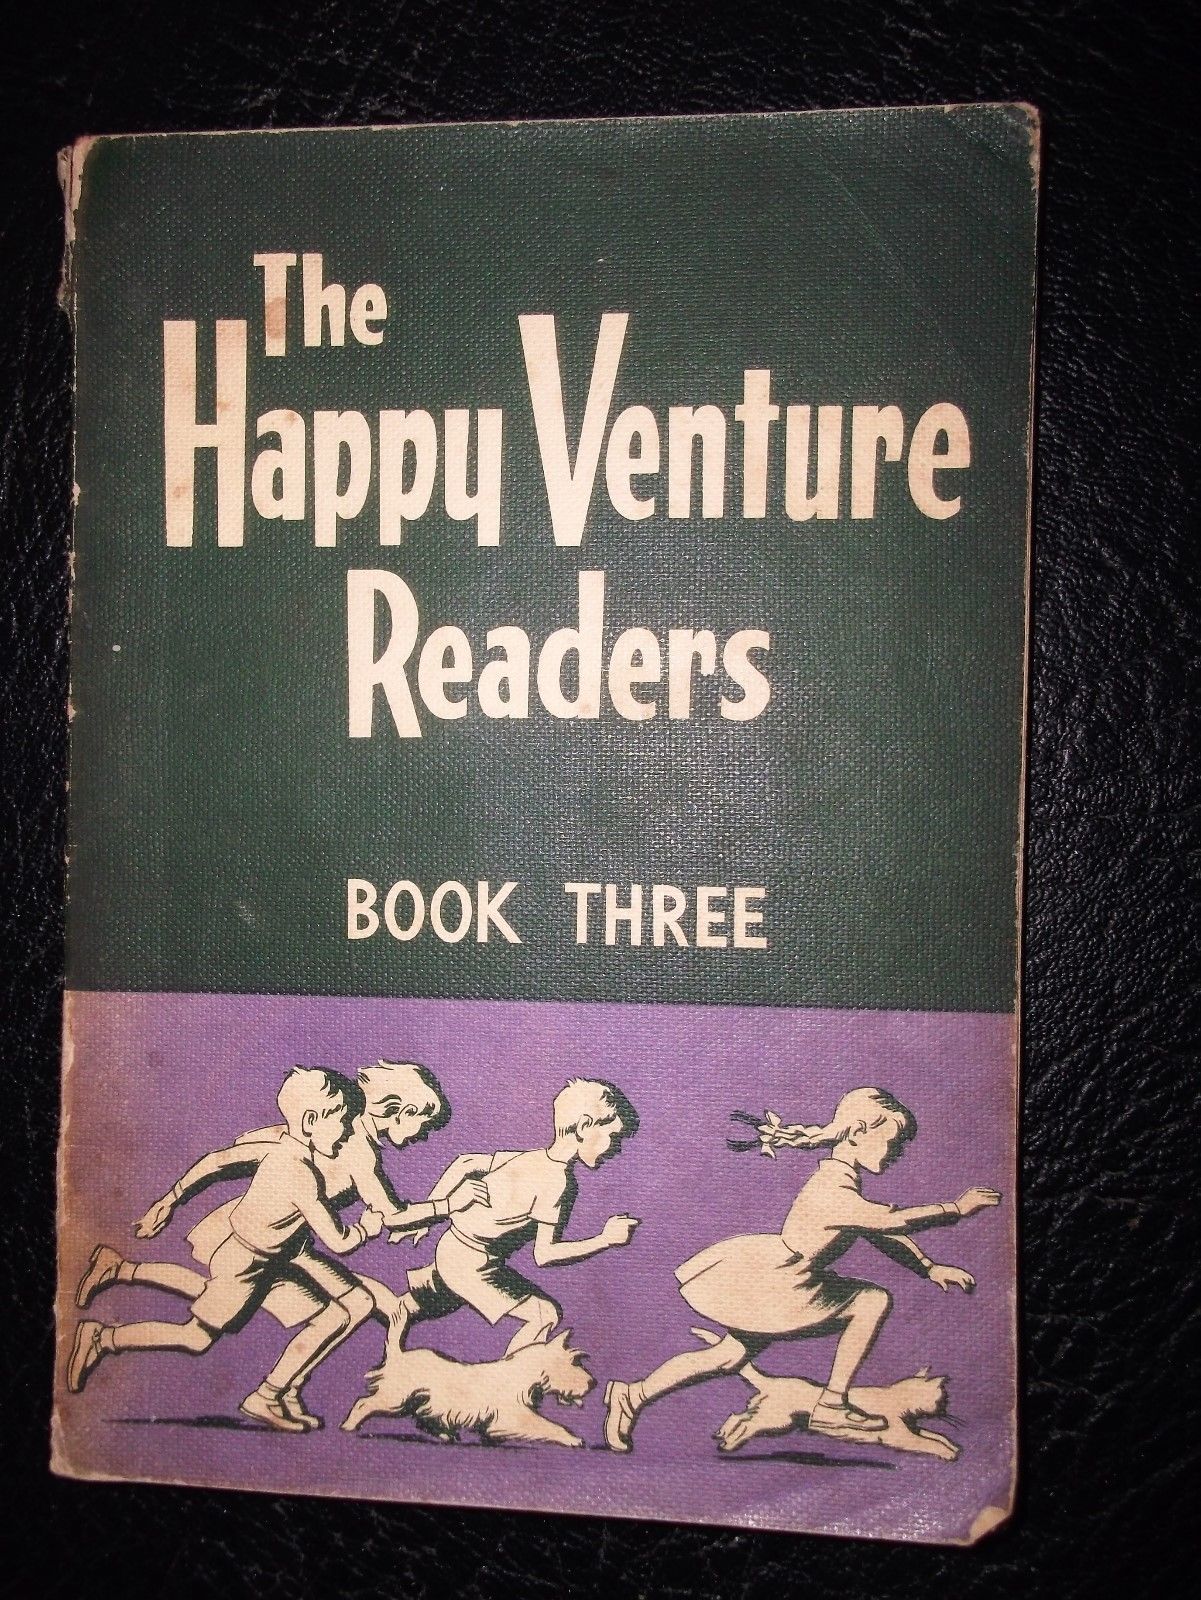 The
Happy Venture
Readers
BOOK THREE